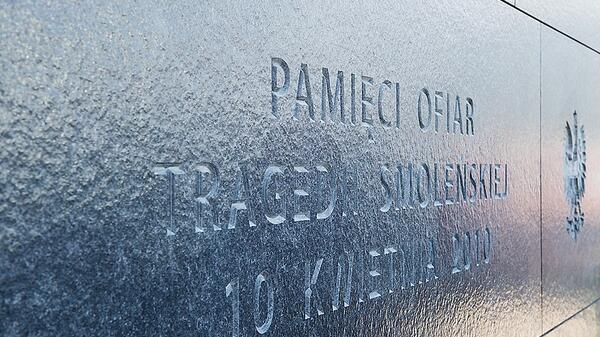 PAMIĘCI OFIAR
TRAGEDII SMOLEŃSKIEJ
10 KWIETNIA 2010